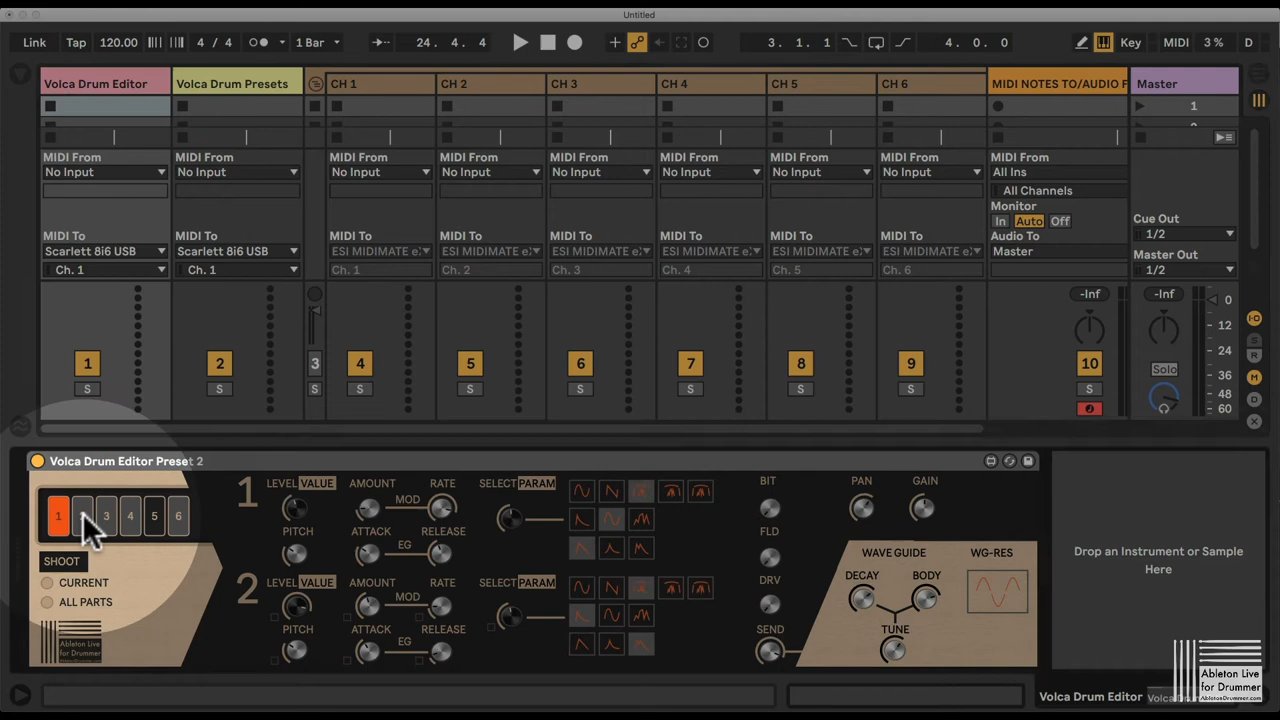 Untitled
Link Tap 120.00 4 / 4 1 Bar 24. 4. 4 3. 1. 1 4. 0. 0 Key MIDI 3 % D
Volca Drum Editor Volca Drum Presets CH 1 CH 2 CH 3 CH 4 CH 5 CH 6 MIDI NOTES TO/AUDIO F Master
1
MIDI From MIDI From MIDI From MIDI From MIDI From MIDI From MIDI From MIDI From MIDI From
No Input No Input No Input No Input No Input No Input No Input No Input All Ins
All Channels
Monitor
In Auto Off
Cue Out
1/2
MIDI To MIDI To MIDI To MIDI To MIDI To MIDI To MIDI To MIDI To Audio To
Scarlett 8i6 USB Scarlett 8i6 USB ESI MIDIMATE e ESI MIDIMATE e ESI MIDIMATE e ESI MIDIMATE e ESI MIDIMATE e ESI MIDIMATE e Master
Master Out
Ch. 1 Ch. 1 Ch. 1 Ch. 2 Ch. 3 Ch. 4 Ch. 5 Ch. 6 1/2
-Inf -Inf 0
12
24
36
48
60
1 2 3 4 5 6 7 8 9 10 Solo
S S S S S S S S S S
I·O
S
R
M
D
X
Volca Drum Editor Preset 2
1 3 4 5 6
SHOOT
CURRENT
ALL PARTS
Ableton Live
for Drummer
1 LEVEL VALUE AMOUNT RATE SELECT PARAM
MOD
PITCH ATTACK RELEASE
EG
2 LEVEL VALUE AMOUNT RATE SELECT PARAM
MOD
PITCH ATTACK RELEASE
EG
BIT
FLD
DRV
SEND
PAN GAIN
WAVE GUIDE WG-RES
DECAY BODY
TUNE
Drop an Instrument or Sample
Here
Ableton Live
for Drummer
www.AbletonDrummer.com
Volca Drum Editor